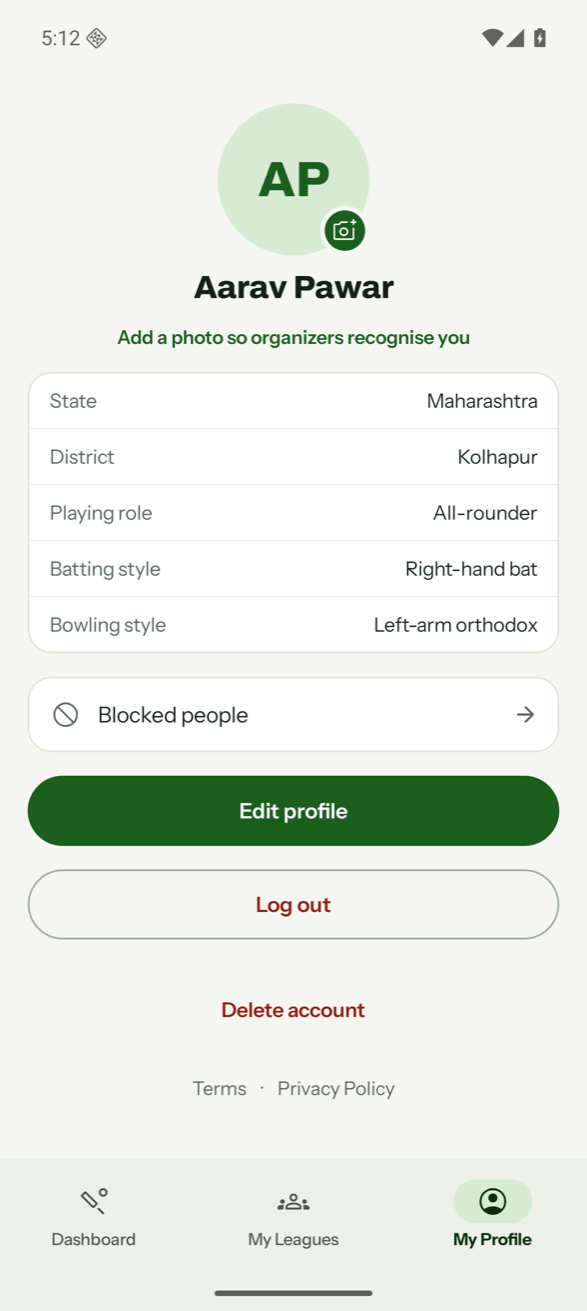 5:12
AP
Aarav Pawar
Add a photo so organizers recognise you
State Maharashtra
District Kolhapur
Playing role All-rounder
Batting style Right-hand bat
Bowling style Left-arm orthodox
Blocked people
Edit profile
Log out
Delete account
Terms · Privacy Policy
Dashboard My Leagues My Profile